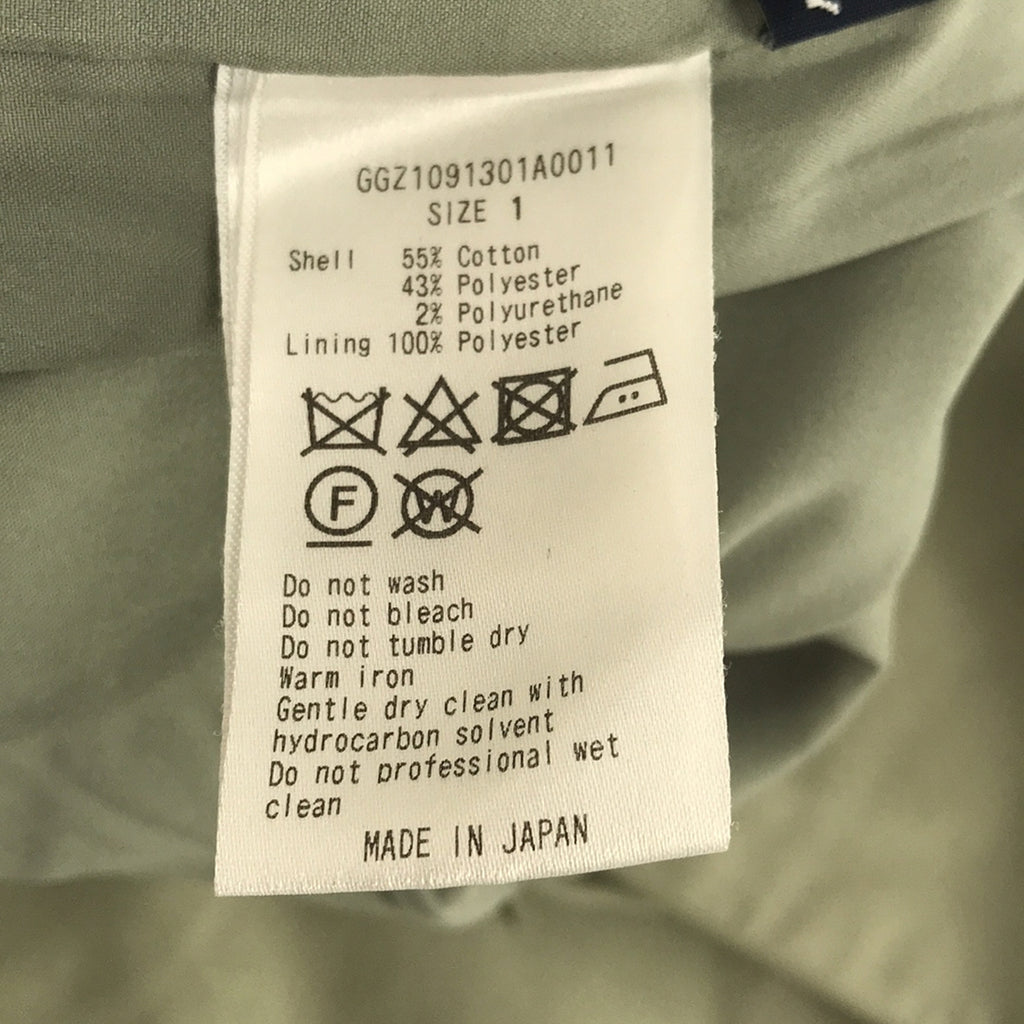 GGZ1091301A0011
SIZE 1
Shell 55% Cotton
43% Polyester
2% Polyurethane
Lining 100% Polyester
F W
Do not wash
Do not bleach
Do not tumble dry
Warm iron
Gentle dry clean with
hydrocarbon solvent
Do not professional wet
clean
MADE IN JAPAN